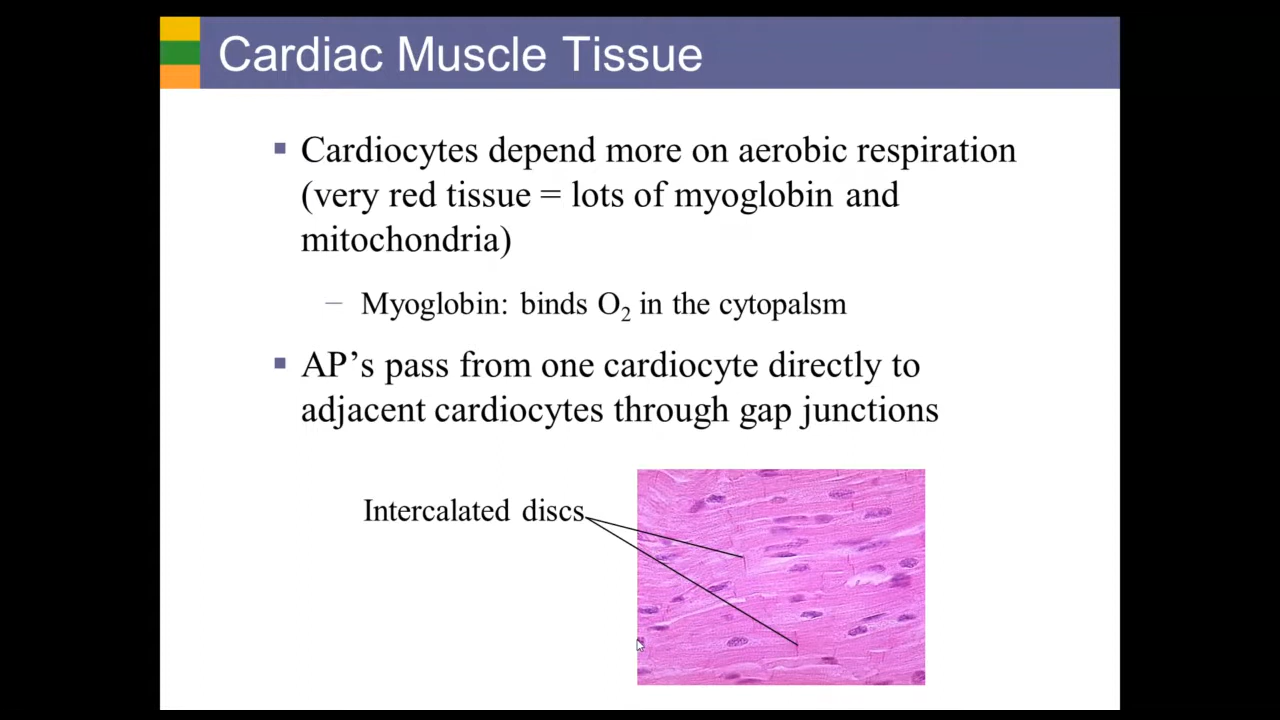 Cardiac Muscle Tissue
▪ Cardiocytes depend more on aerobic respiration
(very red tissue = lots of myoglobin and
mitochondria)
– Myoglobin: binds O₂ in the cytopalsm
▪ AP’s pass from one cardiocyte directly to
adjacent cardiocytes through gap junctions
Intercalated discs